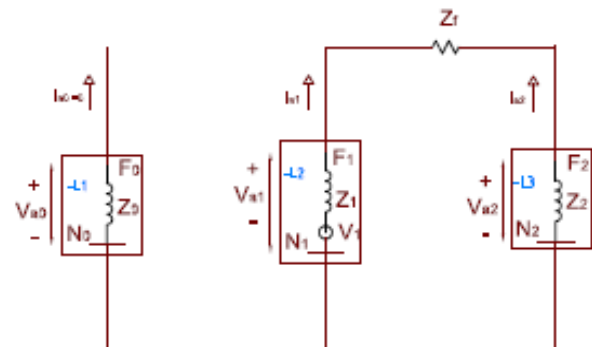 Zf
Ia0=0
Ia1
Ia2
F0
-L1
+
Va0
Z0
-
N0
F1
-L2
+
Va1
Z1
-
V1
N1
F2
-L3
+
Va2
Z2
-
N2